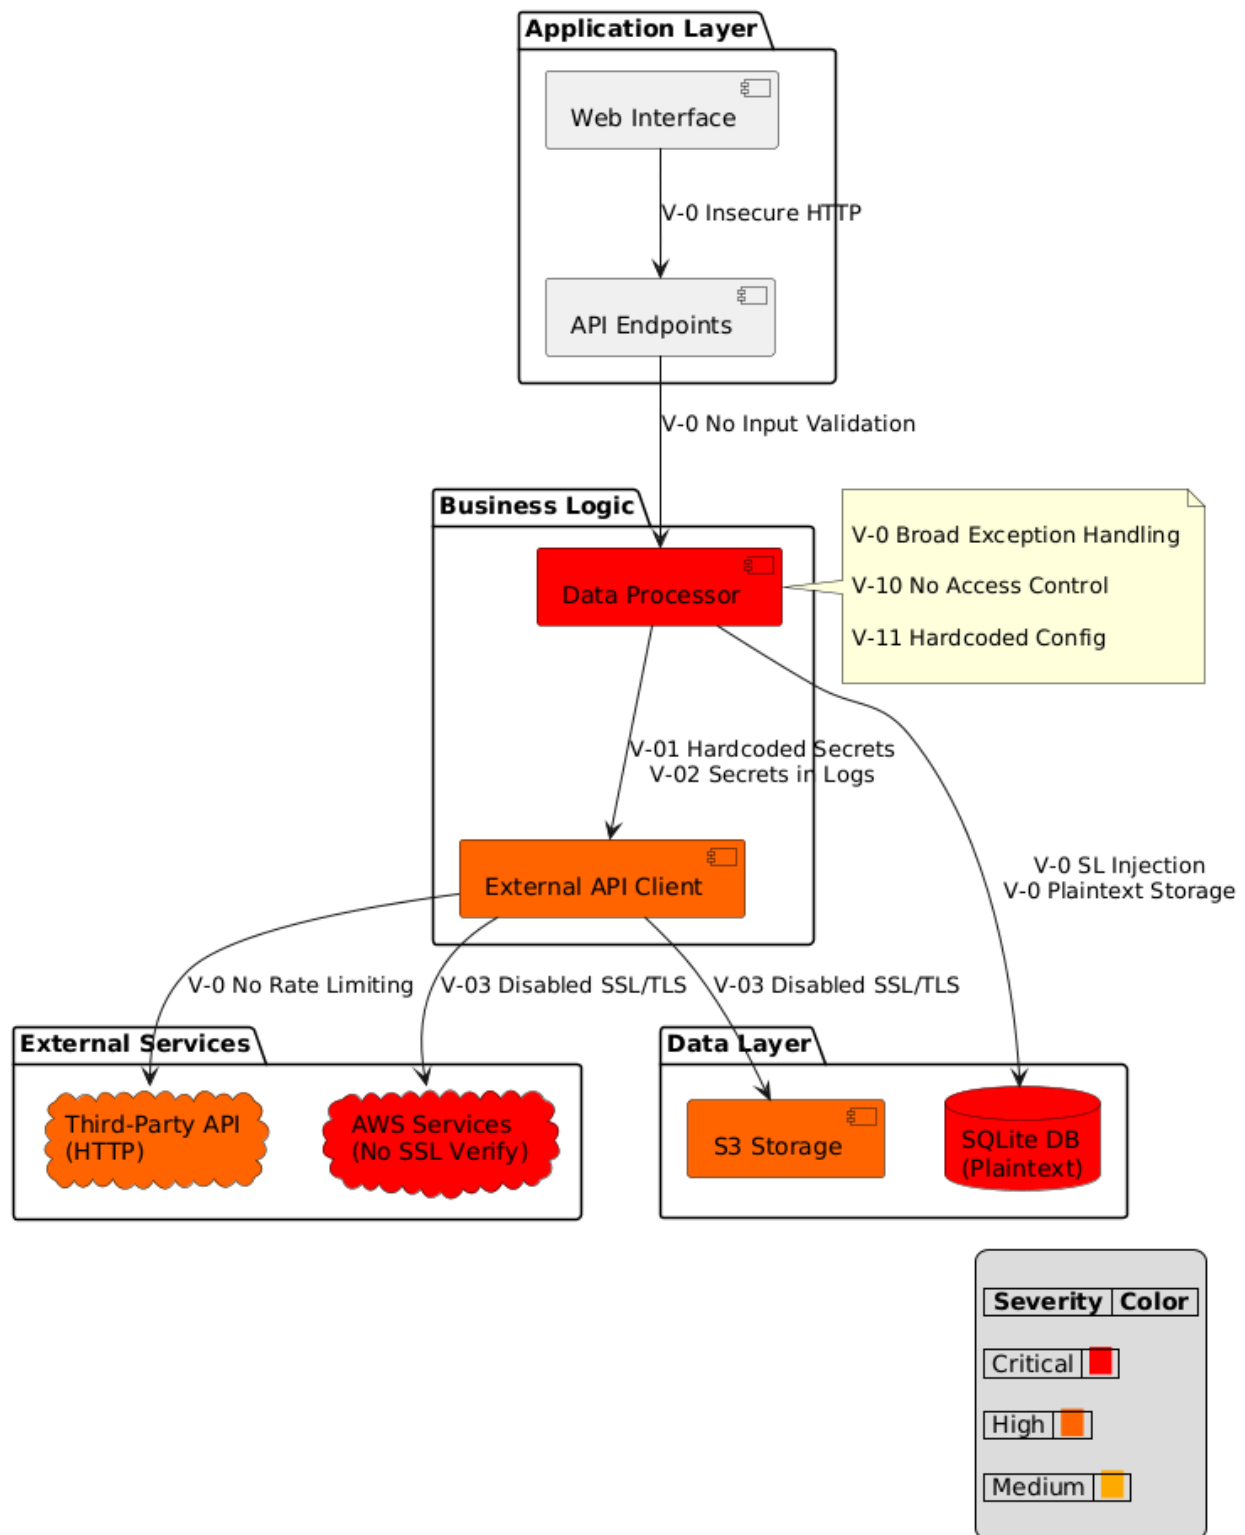 Application Layer
Web Interface
V-0 Insecure HTTP
API Endpoints
V-0 No Input Validation
Business Logic
Data Processor
V-0 Broad Exception Handling
V-10 No Access Control
V-11 Hardcoded Config
V-01 Hardcoded Secrets
V-02 Secrets in Logs
V-0 SL Injection
V-0 Plaintext Storage
External API Client
V-0 No Rate Limiting
V-03 Disabled SSL/TLS
V-03 Disabled SSL/TLS
External Services
Third-Party API
(HTTP)
AWS Services
(No SSL Verify)
Data Layer
S3 Storage
SQLite DB
(Plaintext)
Severity Color
Critical
High
Medium